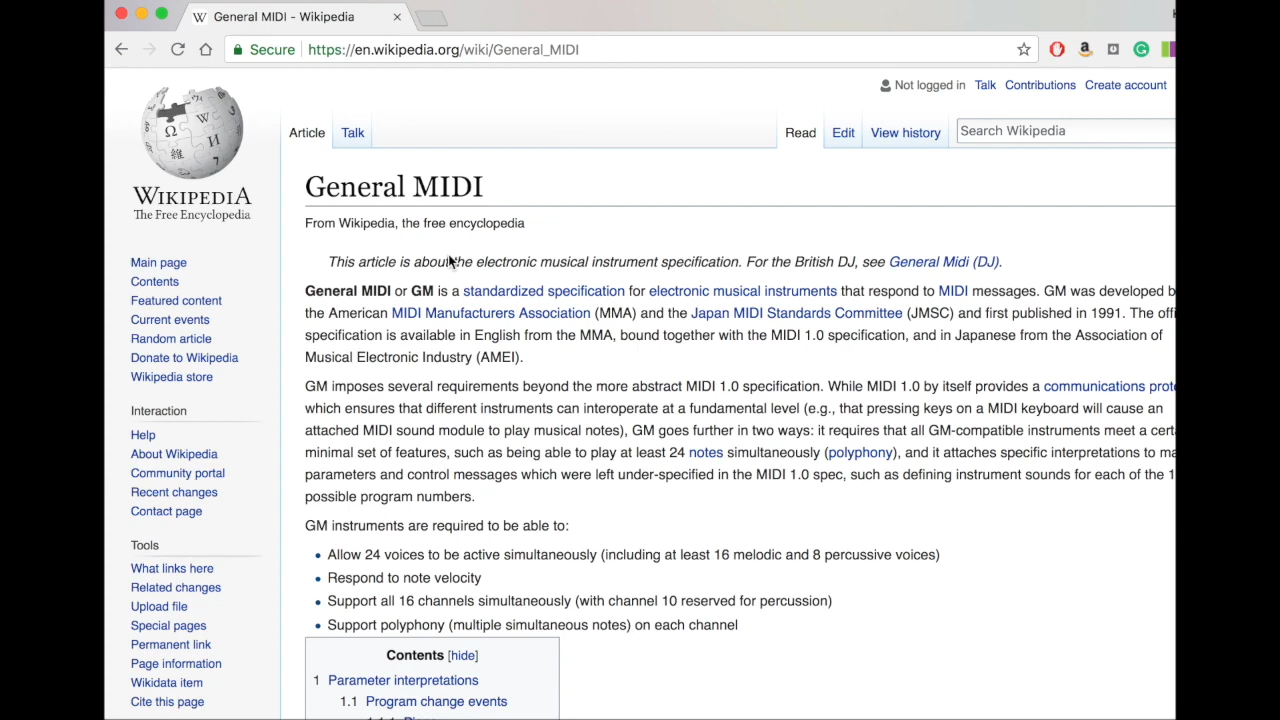 General MIDI - Wikipedia
Secure https://en.wikipedia.org/wiki/General_MIDI
Not logged in Talk Contributions Create account
Article Talk Read Edit View history Search Wikipedia
WIKIPEDIA
The Free Encyclopedia
General MIDI
From Wikipedia, the free encyclopedia
This article is about the electronic musical instrument specification. For the British DJ, see General Midi (DJ).
General MIDI or GM is a standardized specification for electronic musical instruments that respond to MIDI messages. GM was developed b
the American MIDI Manufacturers Association (MMA) and the Japan MIDI Standards Committee (JMSC) and first published in 1991. The offi
specification is available in English from the MMA, bound together with the MIDI 1.0 specification, and in Japanese from the Association of
Musical Electronic Industry (AMEI).
GM imposes several requirements beyond the more abstract MIDI 1.0 specification. While MIDI 1.0 by itself provides a communications prot
which ensures that different instruments can interoperate at a fundamental level (e.g., that pressing keys on a MIDI keyboard will cause an
attached MIDI sound module to play musical notes), GM goes further in two ways: it requires that all GM-compatible instruments meet a cert
minimal set of features, such as being able to play at least 24 notes simultaneously (polyphony), and it attaches specific interpretations to ma
parameters and control messages which were left under-specified in the MIDI 1.0 spec, such as defining instrument sounds for each of the 1
possible program numbers.
GM instruments are required to be able to:
Allow 24 voices to be active simultaneously (including at least 16 melodic and 8 percussive voices)
Respond to note velocity
Support all 16 channels simultaneously (with channel 10 reserved for percussion)
Support polyphony (multiple simultaneous notes) on each channel
Contents [hide]
1 Parameter interpretations
1.1 Program change events
Main page
Contents
Featured content
Current events
Random article
Donate to Wikipedia
Wikipedia store
Interaction
Help
About Wikipedia
Community portal
Recent changes
Contact page
Tools
What links here
Related changes
Upload file
Special pages
Permanent link
Page information
Wikidata item
Cite this page